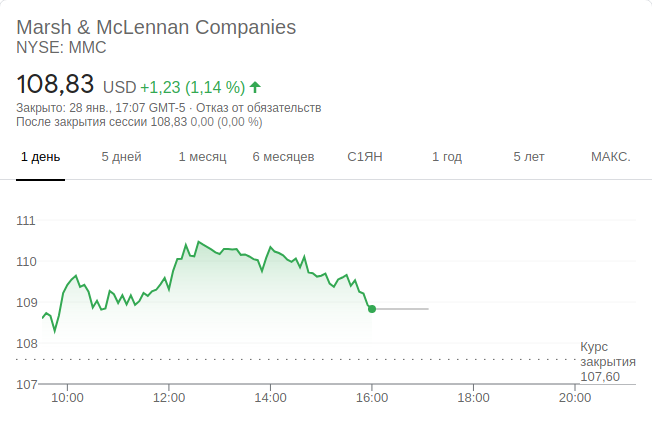 Marsh & McLennan Companies
NYSE: MMC
108,83 USD +1,23 (1,14 %)
Закрыто: 28 янв., 17:07 GMT-5 · Отказ от обязательств
После закрытия сессии 108,83 0,00 (0,00 %)
1 день 5 дней 1 месяц 6 месяцев С1ЯН 1 год 5 лет МАКС.
111
110
109
108
Курс
закрытия
107,60
107
10:00 12:00 14:00 16:00 18:00 20:00